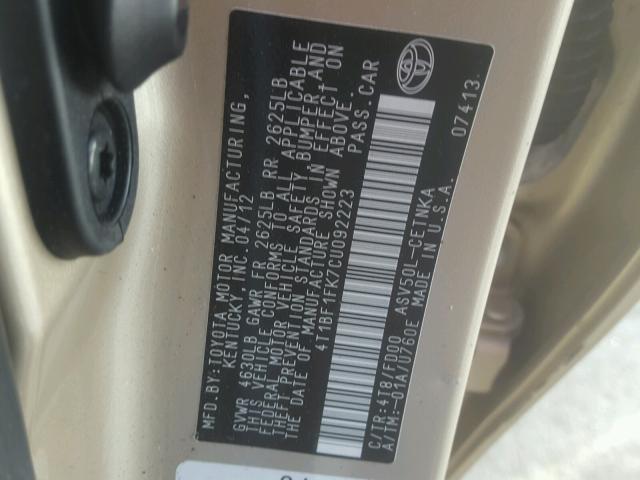 MFD. BY: TOYOTA MOTOR MANUFACTURING,
KENTUCKY, INC. 04/12
GVWR 4630LB GAWR FR 2625LB RR 2625LB
THIS VEHICLE CONFORMS TO ALL APPLICABLE
FEDERAL MOTOR VEHICLE SAFETY, BUMPER, AND
THEFT PREVENTION STANDARDS IN EFFECT ON
THE DATE OF MANUFACTURE SHOWN ABOVE.
4T1BF1FK7CU092223 PASS. CAR
C/TR: 4T8/FD00 ASV50L-CETNKA
A/TM: -01A/U760E MADE IN U.S.A.
07413